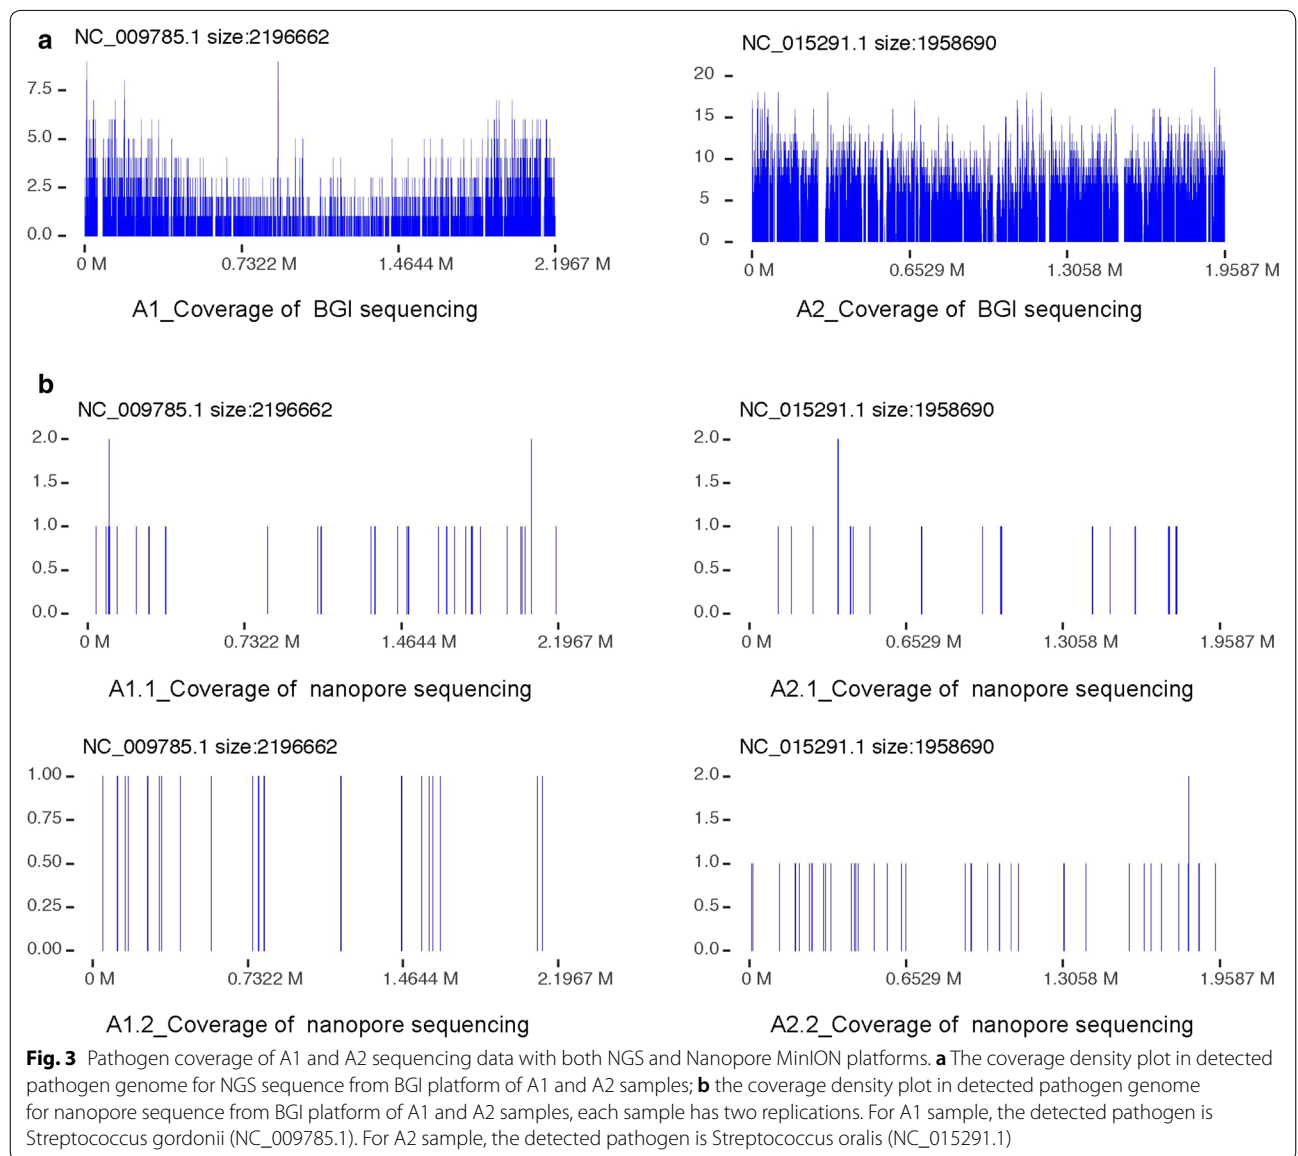 a
NC_009785.1 size:2196662
7.5
5.0
2.5
0.0
0 M 0.7322 M 1.4644 M 2.1967 M
A1_Coverage of BGI sequencing
NC_015291.1 size:1958690
20
15
10
5
0
0 M 0.6529 M 1.3058 M 1.9587 M
A2_Coverage of BGI sequencing
b
NC_009785.1 size:2196662
2.0
1.5
1.0
0.5
0.0
0 M 0.7322 M 1.4644 M 2.1967 M
A1.1_Coverage of nanopore sequencing
NC_015291.1 size:1958690
2.0
1.5
1.0
0.5
0.0
0 M 0.6529 M 1.3058 M 1.9587 M
A2.1_Coverage of nanopore sequencing
NC_009785.1 size:2196662
1.00
0.75
0.50
0.25
0.00
0 M 0.7322 M 1.4644 M 2.1967 M
A1.2_Coverage of nanopore sequencing
NC_015291.1 size:1958690
2.0
1.5
1.0
0.5
0.0
0 M 0.6529 M 1.3058 M 1.9587 M
A2.2_Coverage of nanopore sequencing
Fig. 3 Pathogen coverage of A1 and A2 sequencing data with both NGS and Nanopore MinION platforms. a The coverage density plot in detected
pathogen genome for NGS sequence from BGI platform of A1 and A2 samples; b the coverage density plot in detected pathogen genome
for nanopore sequence from BGI platform of A1 and A2 samples, each sample has two replications. For A1 sample, the detected pathogen is
Streptococcus gordonii (NC_009785.1). For A2 sample, the detected pathogen is Streptococcus oralis (NC_015291.1)